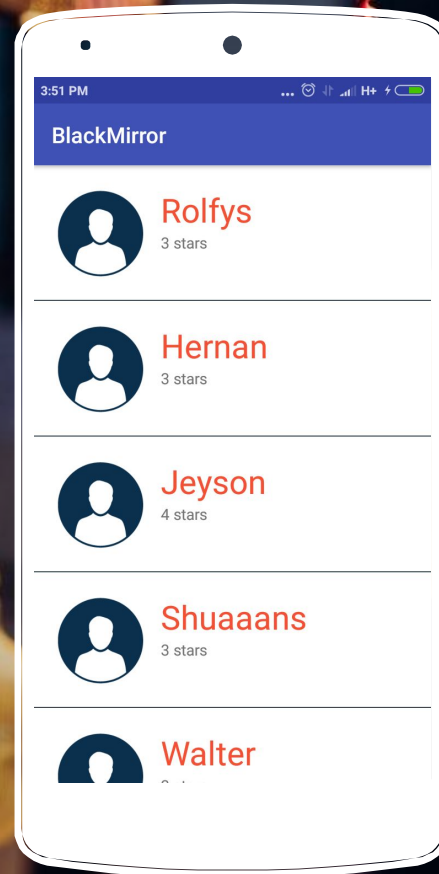 3:51 PM ... H+
BlackMirror
Rolfys
3 stars
Hernan
3 stars
Jeyson
4 stars
Shuaaans
3 stars
Walter